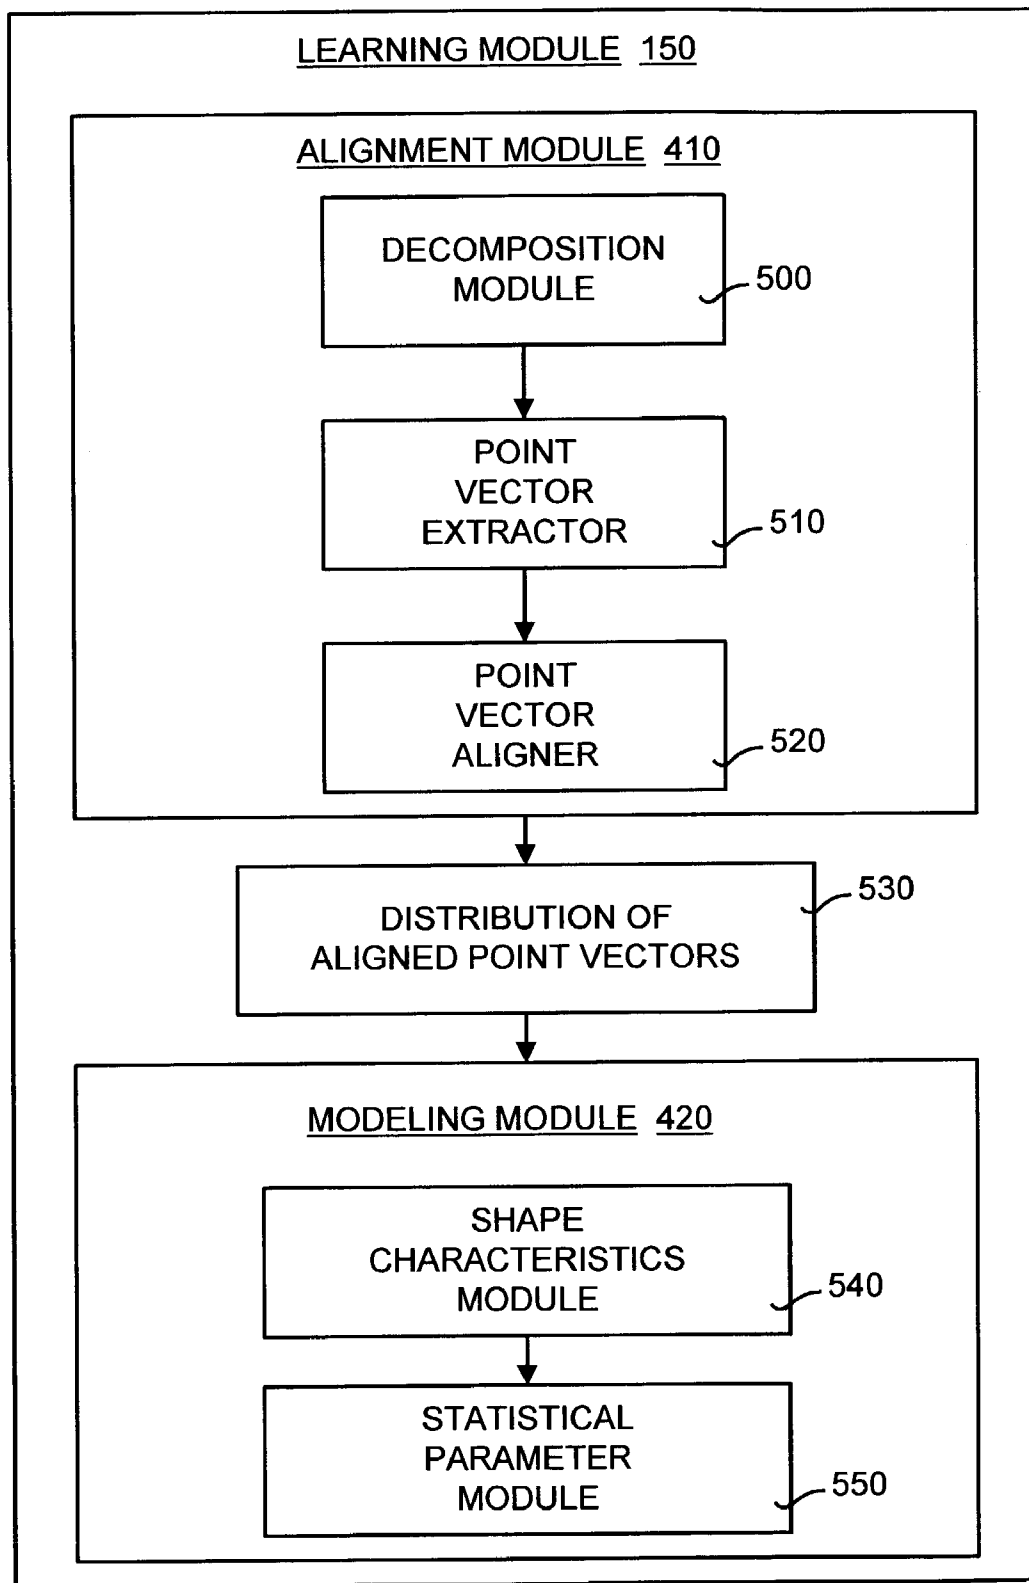 LEARNING MODULE 150
ALIGNMENT MODULE 410
DECOMPOSITION
MODULE
500
POINT
VECTOR
EXTRACTOR
510
POINT
VECTOR
ALIGNER
520
DISTRIBUTION OF
ALIGNED POINT VECTORS
530
MODELING MODULE 420
SHAPE
CHARACTERISTICS
MODULE
540
STATISTICAL
PARAMETER
MODULE
550